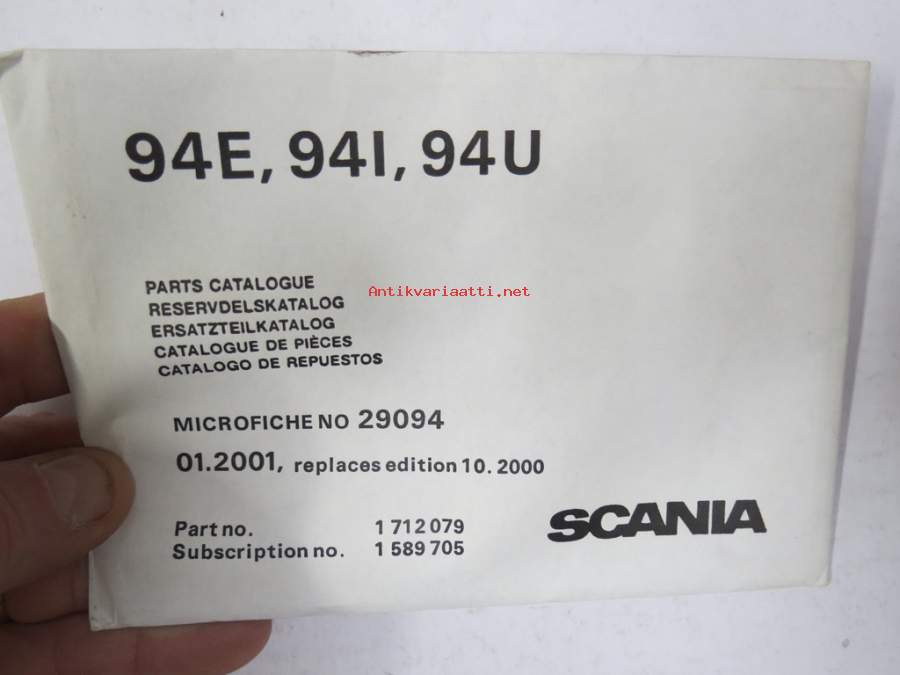 94E, 94I, 94U
Antikvariaatti.net
PARTS CATALOGUE
RESERVDELSKATALOG
ERSATZTEILKATALOG
CATALOGUE DE PIÈCES
CATALOGO DE REPUESTOS
MICROFICHE NO 29094
01.2001, replaces edition 10. 2000
Part no. 1 712 079
Subscription no. 1 589 705
SCANIA